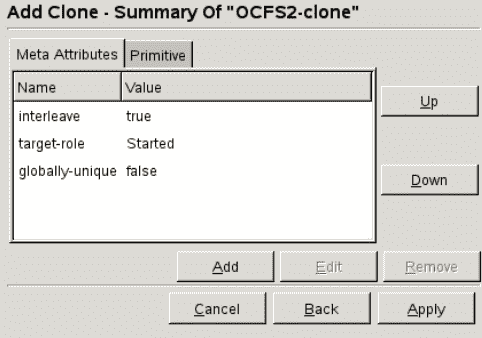 Add Clone - Summary Of "OCFS2-clone"
Meta Attributes Primitive
Name Value
interleave true
target-role Started
globally-unique false
Up
Down
Add Edit Remove
Cancel Back Apply